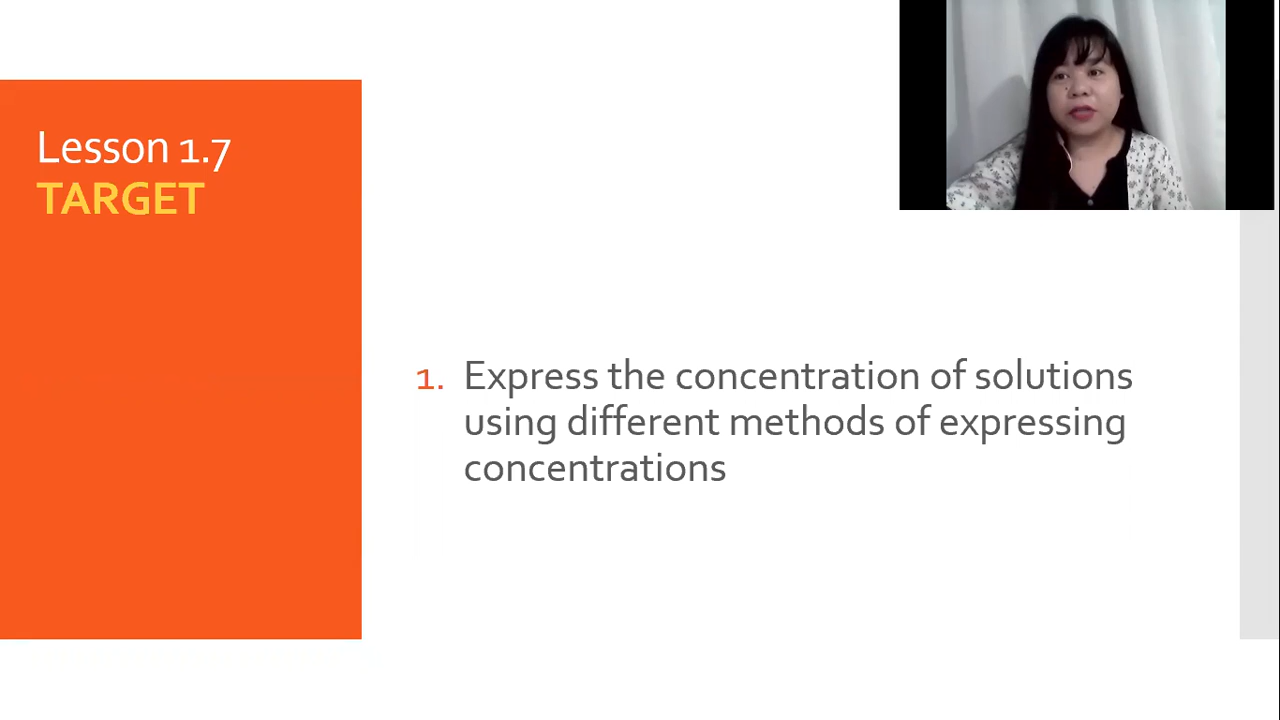 Lesson 1.7
TARGET
1. Express the concentration of solutions
using different methods of expressing
concentrations